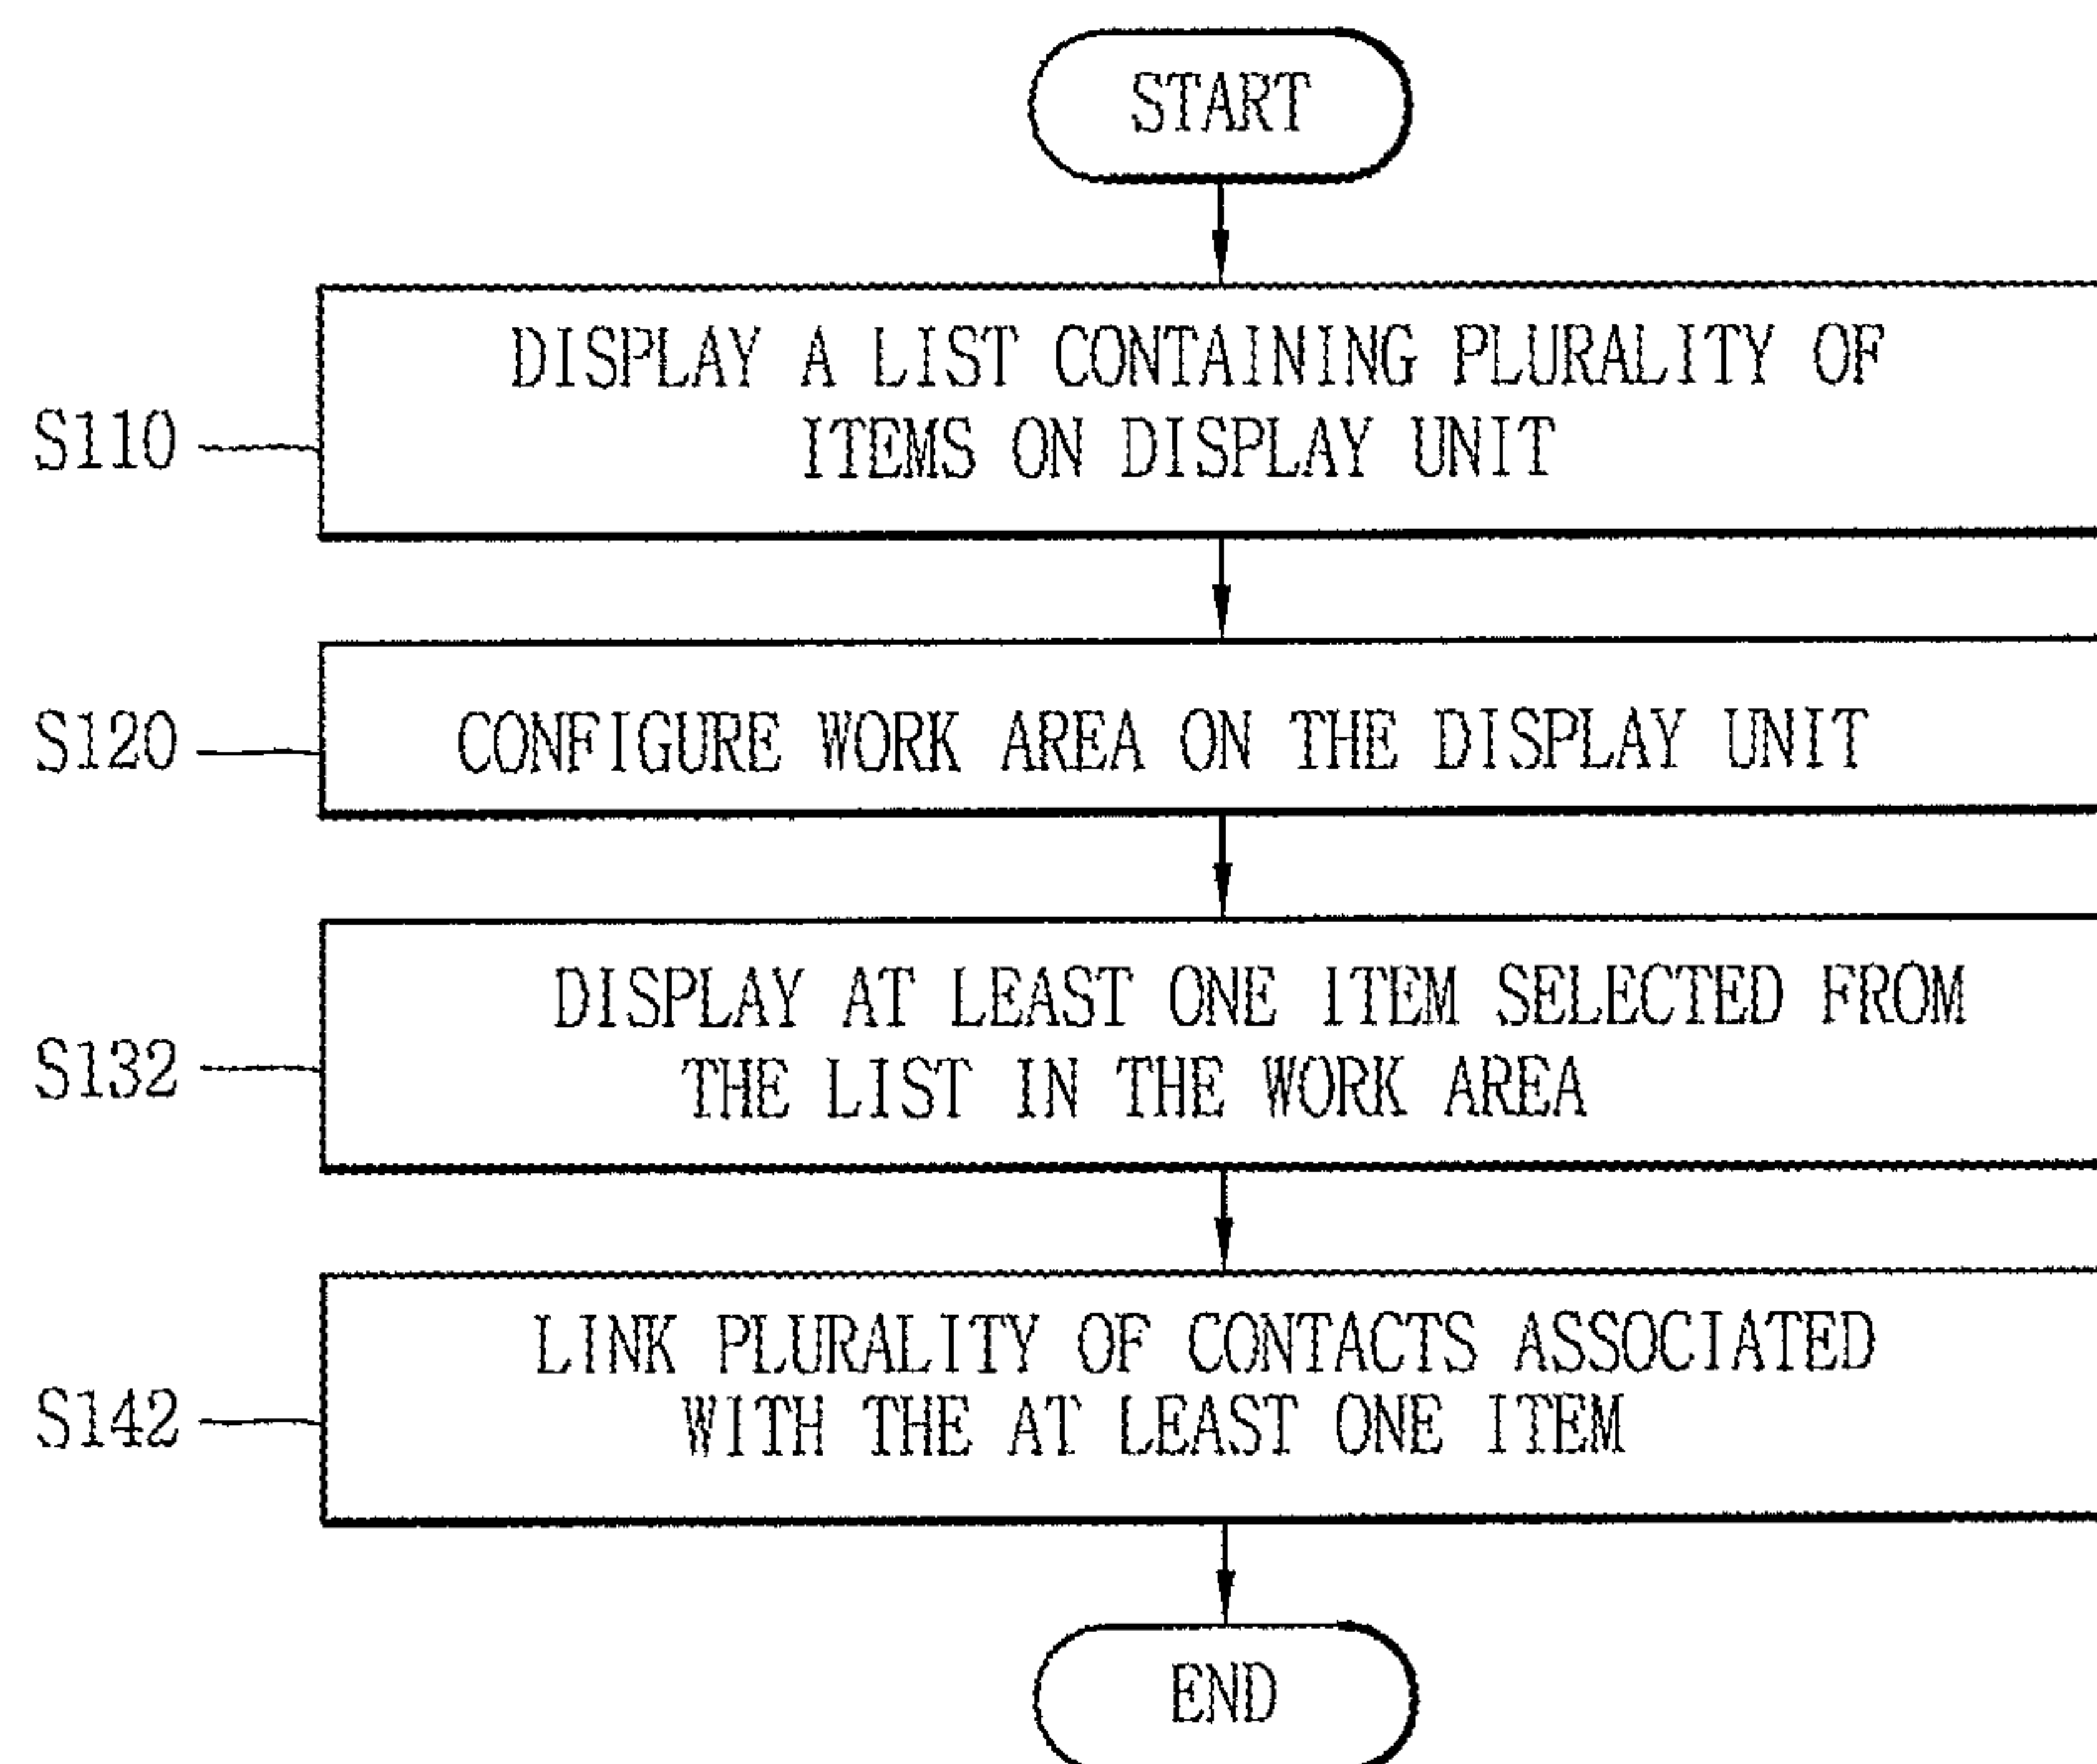 START
DISPLAY A LIST CONTAINING PLURALITY OF
ITEMS ON DISPLAY UNIT
S110
S120
CONFIGURE WORK AREA ON THE DISPLAY UNIT
DISPLAY AT LEAST ONE ITEM SELECTED FROM
THE LIST IN THE WORK AREA
S132
LINK PLURALITY OF CONTACTS ASSOCIATED
WITH THE AT LEAST ONE ITEM
S142
END